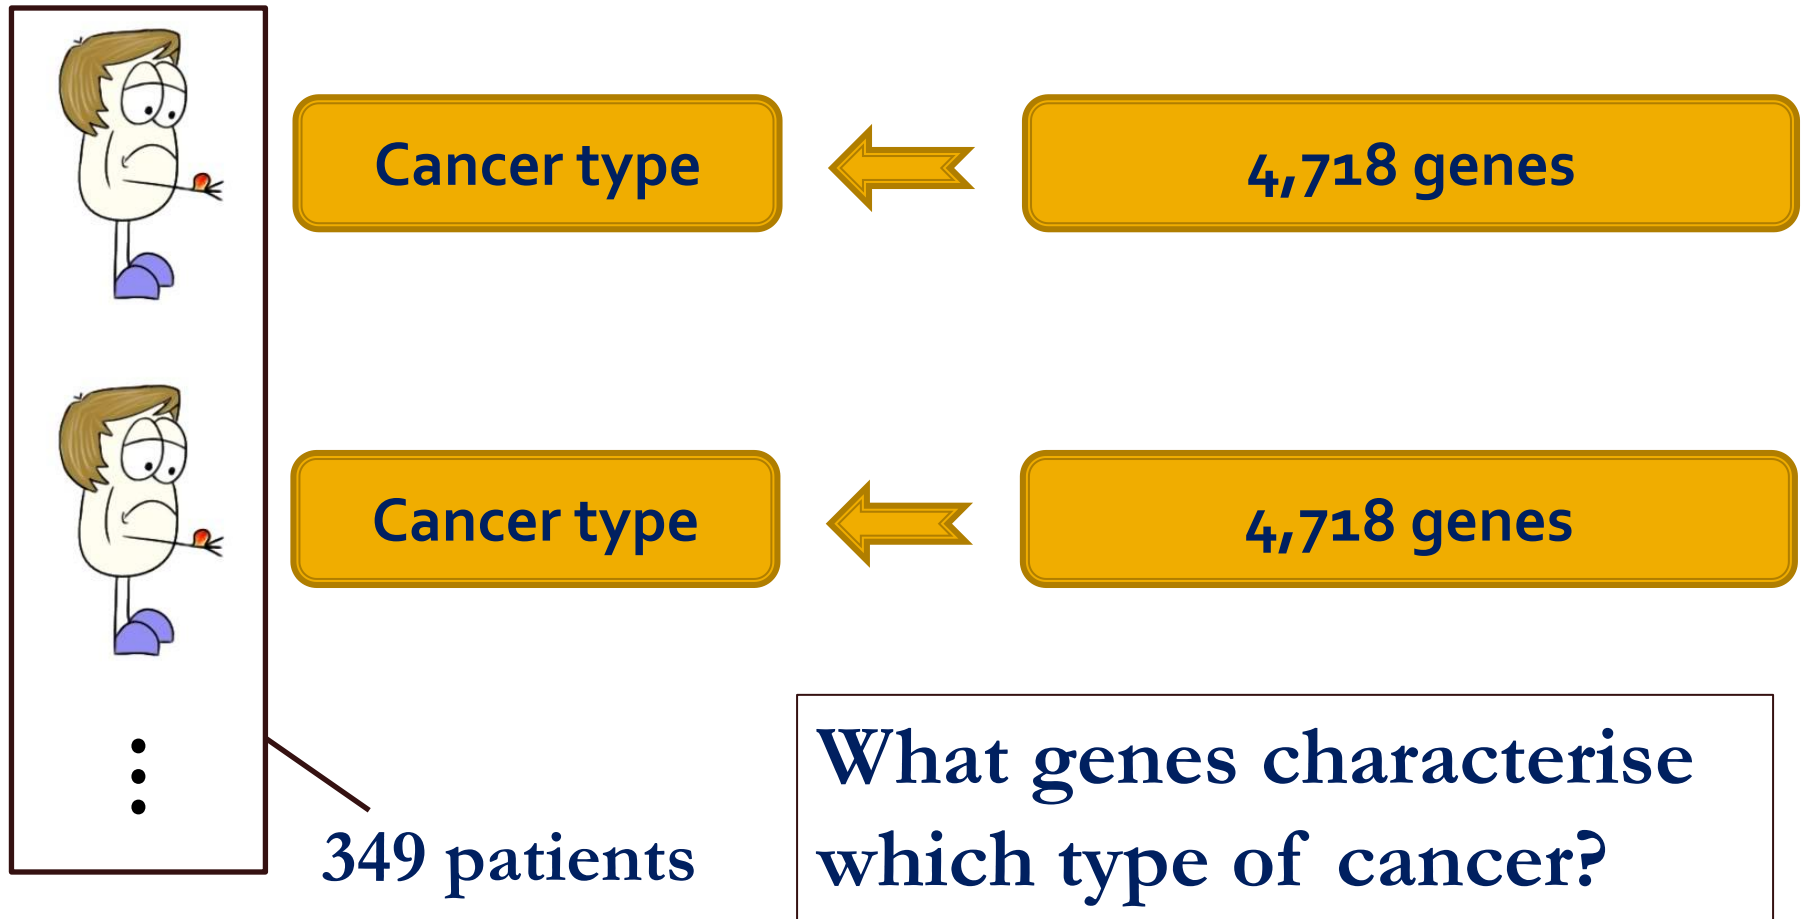 Cancer type
4,718 genes
Cancer type
4,718 genes
349 patients
What genes characterise
which type of cancer?